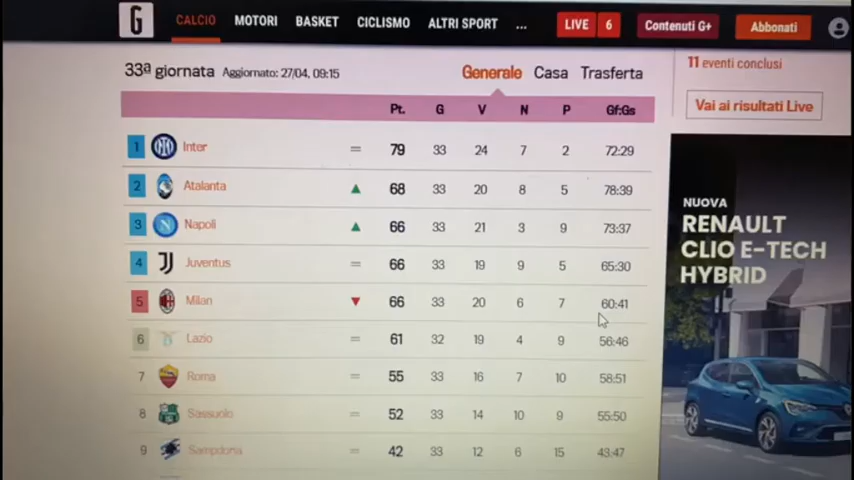 G CALCIO MOTORI BASKET CICLISMO ALTRI SPORT ... LIVE 6 Contenuti G+ Abbonati
33ª giornata Aggiornato: 27/04, 09:15 Generale Casa Trasferta
11 eventi conclusi
Vai ai risultati Live
Pt. G V N P Gf:Gs
1 Inter = 79 33 24 7 2 72:29
2 Atalanta 68 33 20 8 5 78:39
3 N Napoli 66 33 21 3 9 73:37
4 Juventus = 66 33 19 9 5 65:30
5 Milan 66 33 20 6 7 60:41
6 Lazio = 61 32 19 4 9 56:46
7 Roma = 55 33 16 7 10 58:51
8 Sassuolo = 52 33 14 10 9 55:50
9 Sampdoria = 42 33 12 6 15 43:47
NUOVA
RENAULT
CLIO E-TECH
HYBRID